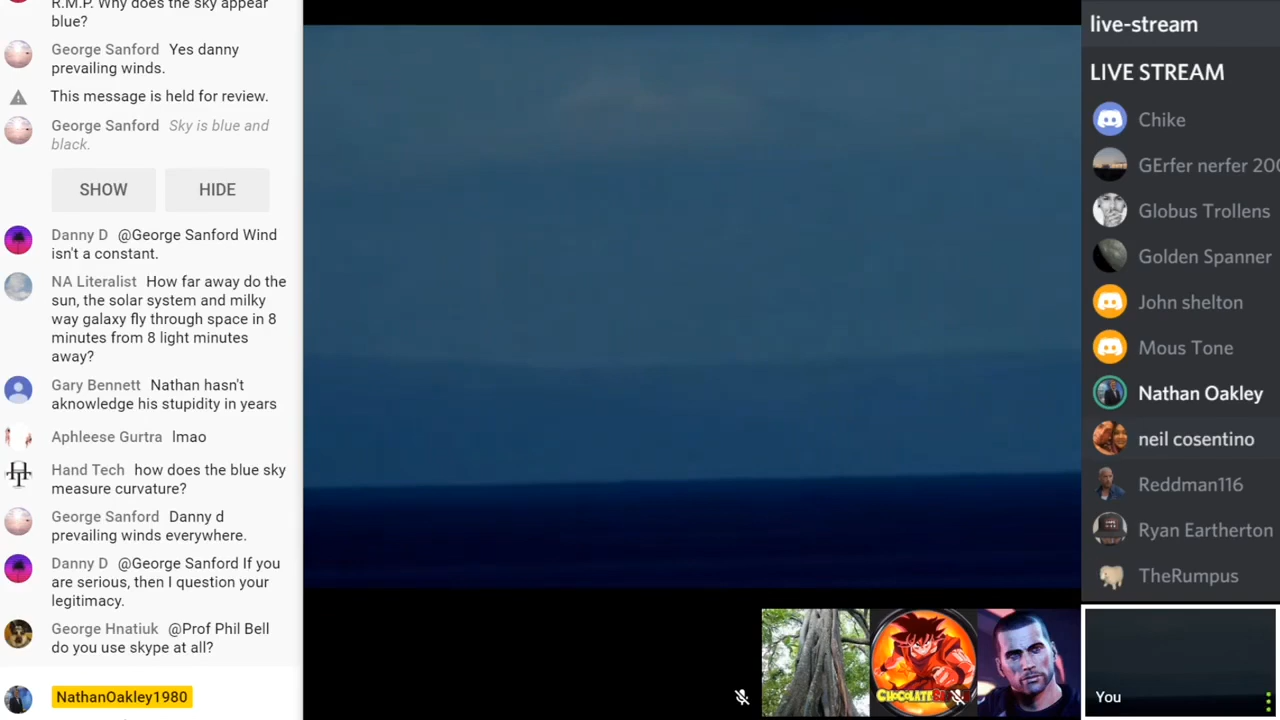 R.M.P. Why does the sky appear
blue?
George Sanford Yes danny
prevailing winds.
This message is held for review.
George Sanford Sky is blue and
black.
SHOW
HIDE
Danny D @George Sanford Wind
isn't a constant.
NA Literalist How far away do the
sun, the solar system and milky
way galaxy fly through space in 8
minutes from 8 light minutes
away?
Gary Bennett Nathan hasn't
aknowledge his stupidity in years
Aphleese Gurtra lmao
Hand Tech how does the blue sky
measure curvature?
George Sanford Danny d
prevailing winds everywhere.
Danny D @George Sanford If you
are serious, then I question your
legitimacy.
George Hnatiuk @Prof Phil Bell
do you use skype at all?
NathanOakley1980
live-stream
LIVE STREAM
Chike
GErfer nerfer 200
Globus Trollens
Golden Spanner
John shelton
Mous Tone
Nathan Oakley
neil cosentino
Reddman116
Ryan Eartherton
TheRumpus
You